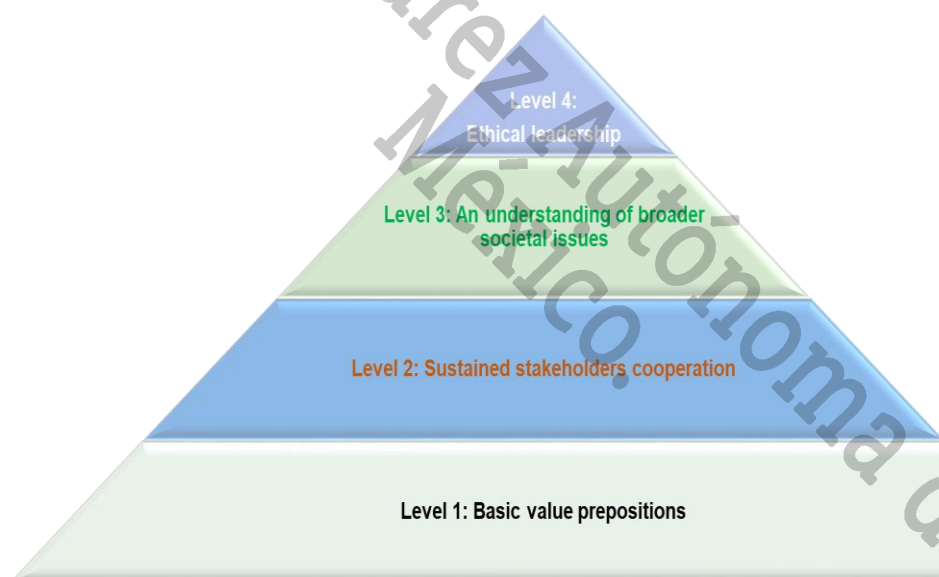 Level 4:
Ethical leadership
Level 3: An understanding of broader
societal issues
Level 2: Sustained stakeholders cooperation
Level 1: Basic value prepositions
Autónoma
México.